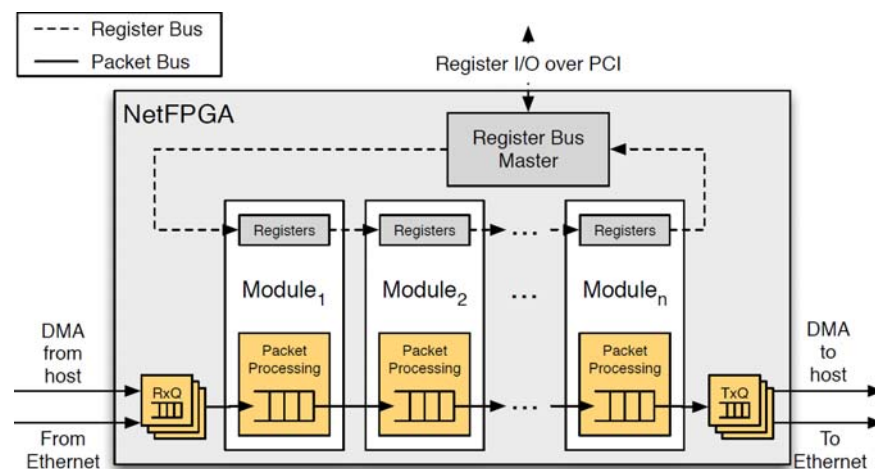 Register Bus
Packet Bus
Register I/O over PCI
NetFPGA
Register Bus
Master
Registers
Registers
...
Registers
Module1
Module2
...
Modulen
DMA
from
host
From
Ethernet
RxQ
Packet
Processing
Packet
Processing
...
Packet
Processing
TxQ
DMA
to
host
To
Ethernet